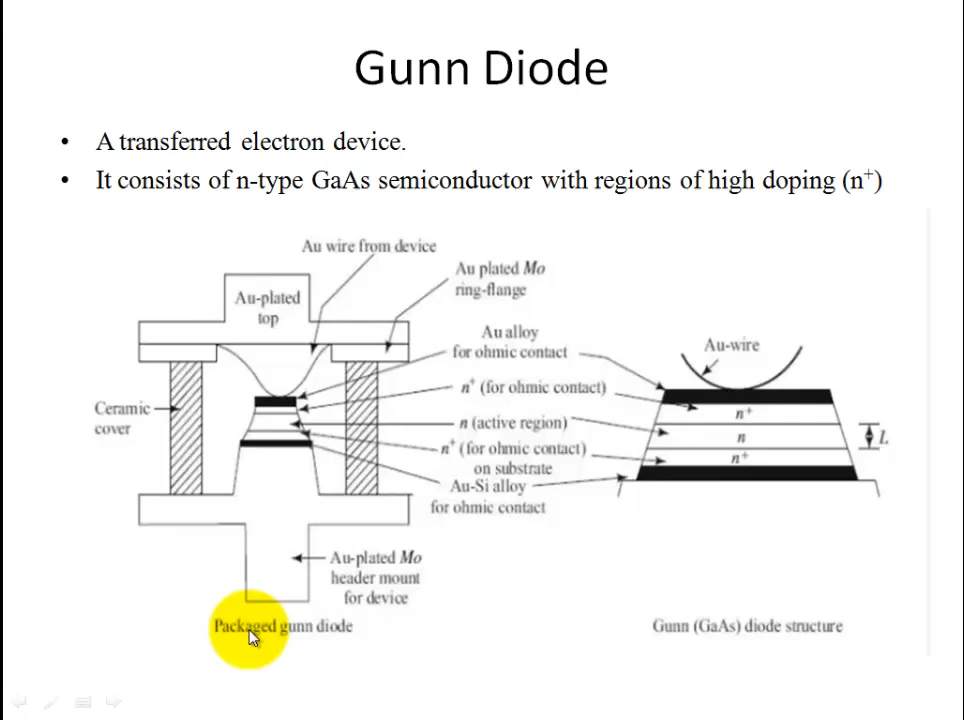 Gunn Diode
• A transferred electron device.
• It consists of n-type GaAs semiconductor with regions of high doping (n⁺)
Au wire from device
Au plated Mo
ring-flange
Au-plated
top
Au alloy
for ohmic contact
n⁺ (for ohmic contact)
n (active region)
n⁺ (for ohmic contact)
on substrate
Au-Si alloy
for ohmic contact
Ceramic
cover
Au-plated Mo
header mount
for device
Packaged gunn diode
Au-wire
n⁺
n
n⁺
L
Gunn (GaAs) diode structure